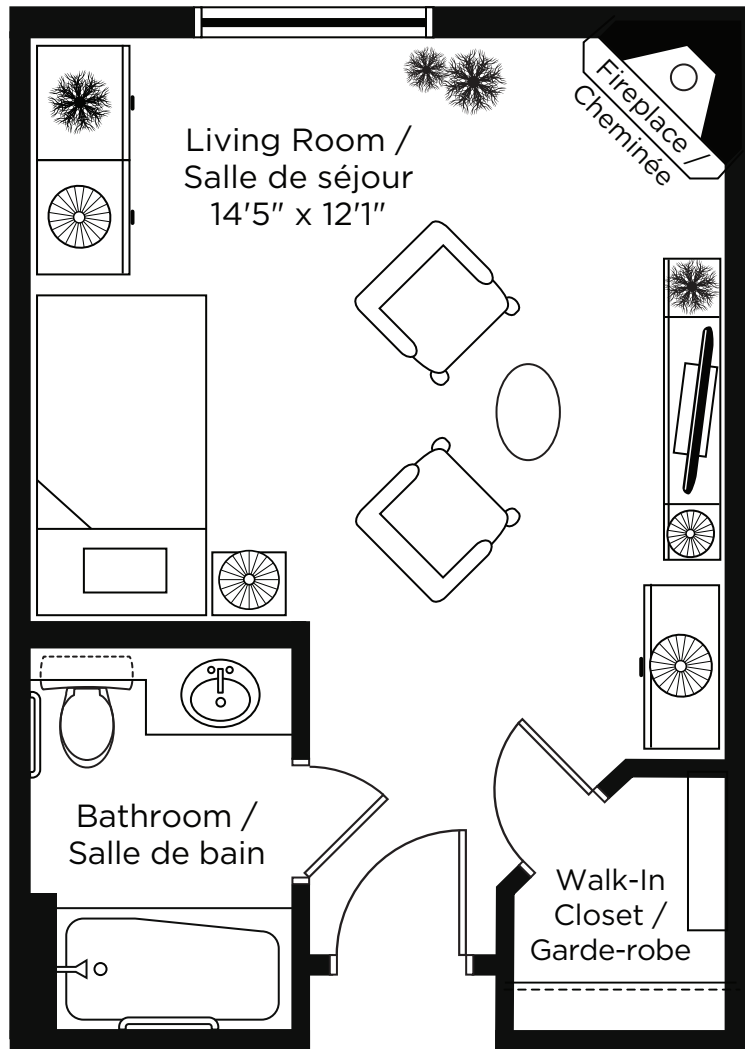 Fireplace /
Cheminée
Living Room /
Salle de séjour
14'5" x 12'1"
Bathroom /
Salle de bain
Walk-In
Closet /
Garde-robe